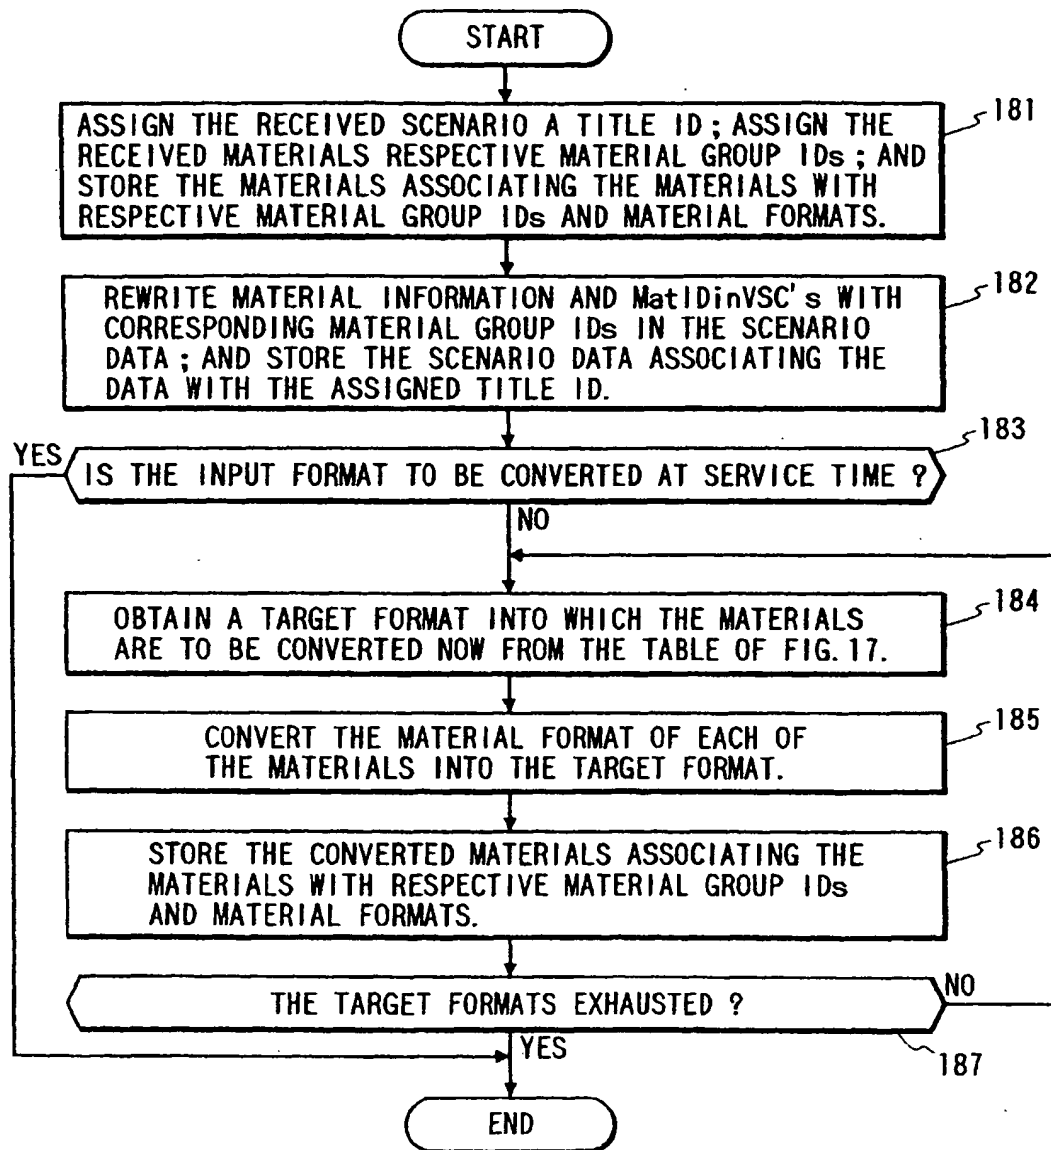 START
181
ASSIGN THE RECEIVED SCENARIO A TITLE ID; ASSIGN THE
RECEIVED MATERIALS RESPECTIVE MATERIAL GROUP IDs; AND
STORE THE MATERIALS ASSOCIATING THE MATERIALS WITH
RESPECTIVE MATERIAL GROUP IDs AND MATERIAL FORMATS.
182
REWRITE MATERIAL INFORMATION AND MatIDinVSC's WITH
CORRESPONDING MATERIAL GROUP IDs IN THE SCENARIO
DATA; AND STORE THE SCENARIO DATA ASSOCIATING THE
DATA WITH THE ASSIGNED TITLE ID.
183
YES
IS THE INPUT FORMAT TO BE CONVERTED AT SERVICE TIME ?
NO
184
OBTAIN A TARGET FORMAT INTO WHICH THE MATERIALS
ARE TO BE CONVERTED NOW FROM THE TABLE OF FIG. 17.
185
CONVERT THE MATERIAL FORMAT OF EACH OF
THE MATERIALS INTO THE TARGET FORMAT.
186
STORE THE CONVERTED MATERIALS ASSOCIATING THE
MATERIALS WITH RESPECTIVE MATERIAL GROUP IDs
AND MATERIAL FORMATS.
NO
THE TARGET FORMATS EXHAUSTED ?
YES
187
END